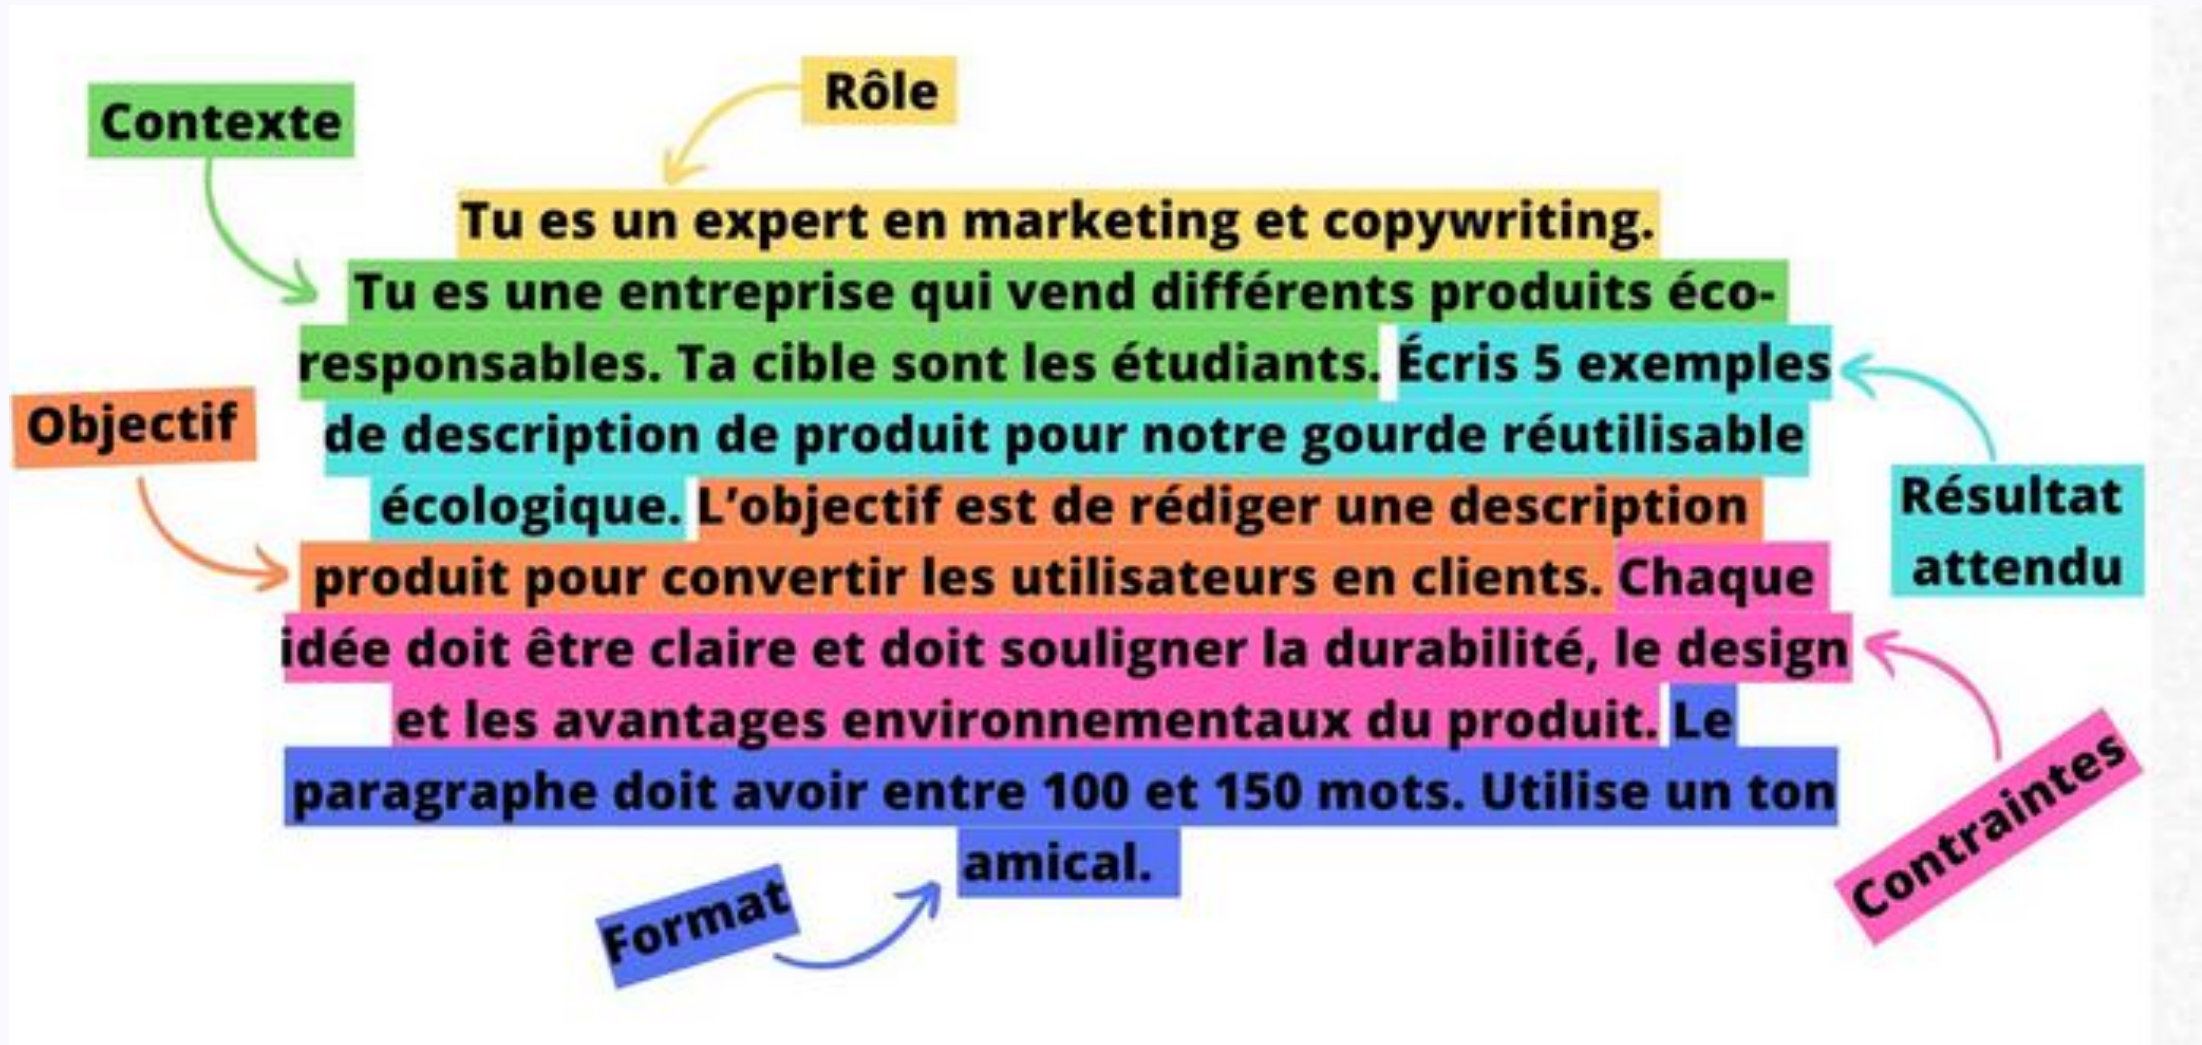 Rôle
Contexte
Tu es un expert en marketing et copywriting.
Tu es une entreprise qui vend différents produits éco-
responsables. Ta cible sont les étudiants. Écris 5 exemples
de description de produit pour notre gourde réutilisable
écologique. L'objectif est de rédiger une description
produit pour convertir les utilisateurs en clients. Chaque
idée doit être claire et doit souligner la durabilité, le design
et les avantages environnementaux du produit. Le
paragraphe doit avoir entre 100 et 150 mots. Utilise un ton
amical.
Objectif
Résultat
attendu
Contraintes
Format